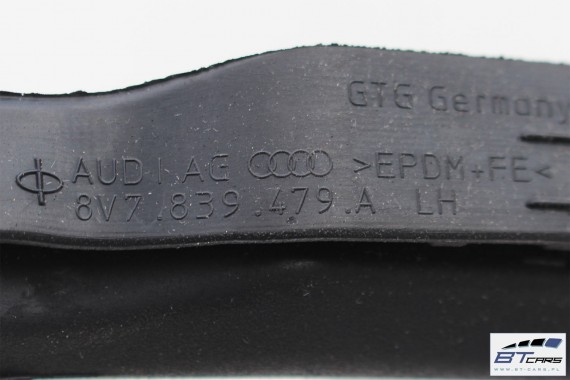 GTG Germany
AUDI AG >EPDM+FE<
8V7.839.479.A LH
BT CARS
WWW.BT-CARS.PL